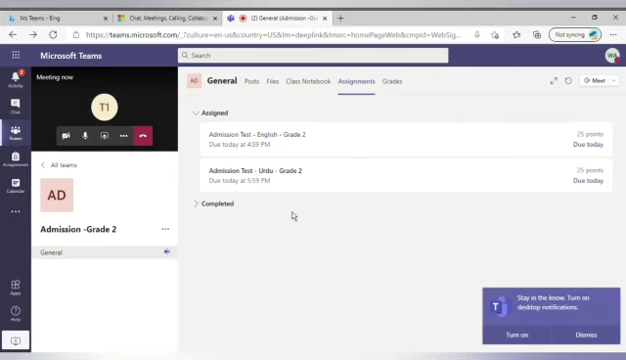 Ms Teams - Bing
Chat, Meetings, Calling, Collabo
() General (Admission -Gr
https://teams.microsoft.com/_?culture=en-us&country=US&lm=deeplink&lmsrc=homePageWeb&cmpid=WebSig...
Not syncing
Microsoft Teams
Search
WA
Activity
Chat
Teams
Assignments
Calendar
Apps
Help
Meeting now
T1
All teams
AD
Admission -Grade 2
General
AD
General
Posts
Files
Class Notebook
Assignments
Grades
Meet
Assigned
Admission Test - English - Grade 2
25 points
Due today at 4:59 PM
Due today
Admission Test - Urdu - Grade 2
25 points
Due today at 5:59 PM
Due today
Completed
Stay in the know. Turn on
desktop notifications.
Turn on
Dismiss